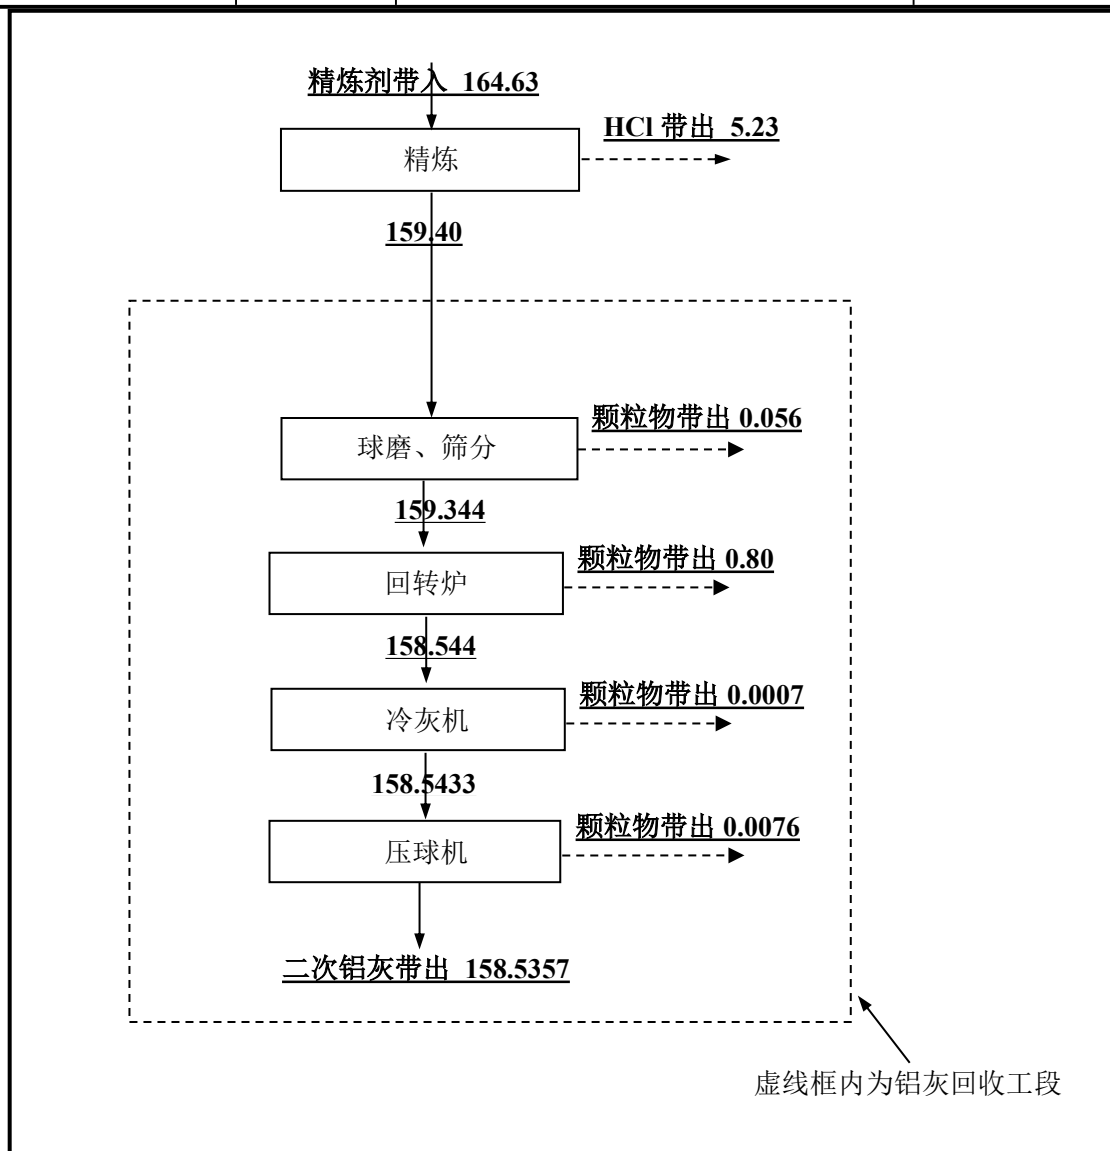 精炼剂带入 164.63
HCl 带出 5.23
精炼
159.40
颗粒物带出 0.056
球磨、筛分
159.344
颗粒物带出 0.80
回转炉
158.544
颗粒物带出 0.0007
冷灰机
158.5433
颗粒物带出 0.0076
压球机
二次铝灰带出 158.5357
虚线框内为铝灰回收工段